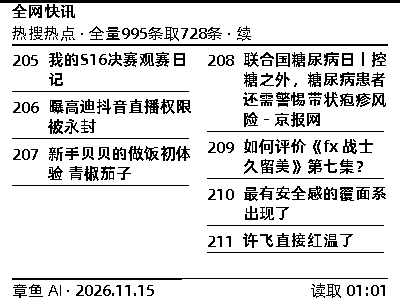 全网快讯
热搜热点 · 全量995条取728条 · 续
205 我的S16决赛观赛日
记
206 曝高迪抖音直播权限
被永封
207 新手贝贝的做饭初体
验 青椒茄子
208 联合国糖尿病日丨控
糖之外，糖尿病患者
还需警惕带状疱疹风
险 - 京报网
209 如何评价《fx 战士
久留美》第七集？
210 最有安全感的覆面系
出现了
211 许飞直接红温了
章鱼 AI · 2026.11.15
读取 01:01